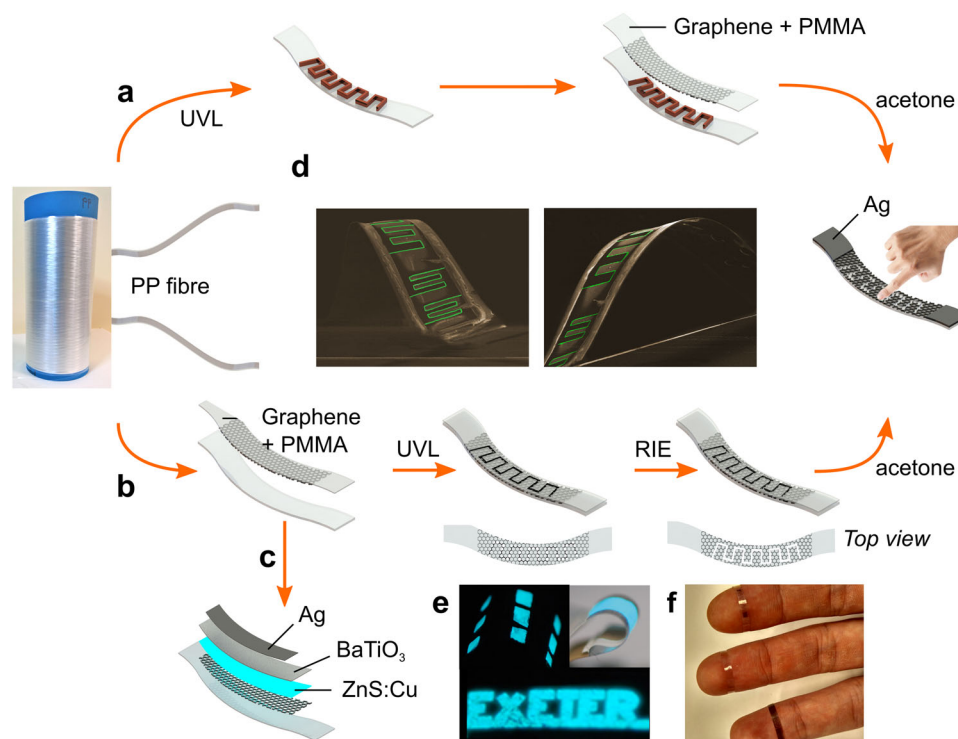 Graphene + PMMA
a
UVL
acetone
d
Ag
PP fibre
Graphene
+ PMMA
UVL
RIE
acetone
b
c
Top view
e
f
Ag
BaTiO₃
ZnS:Cu
EXETER